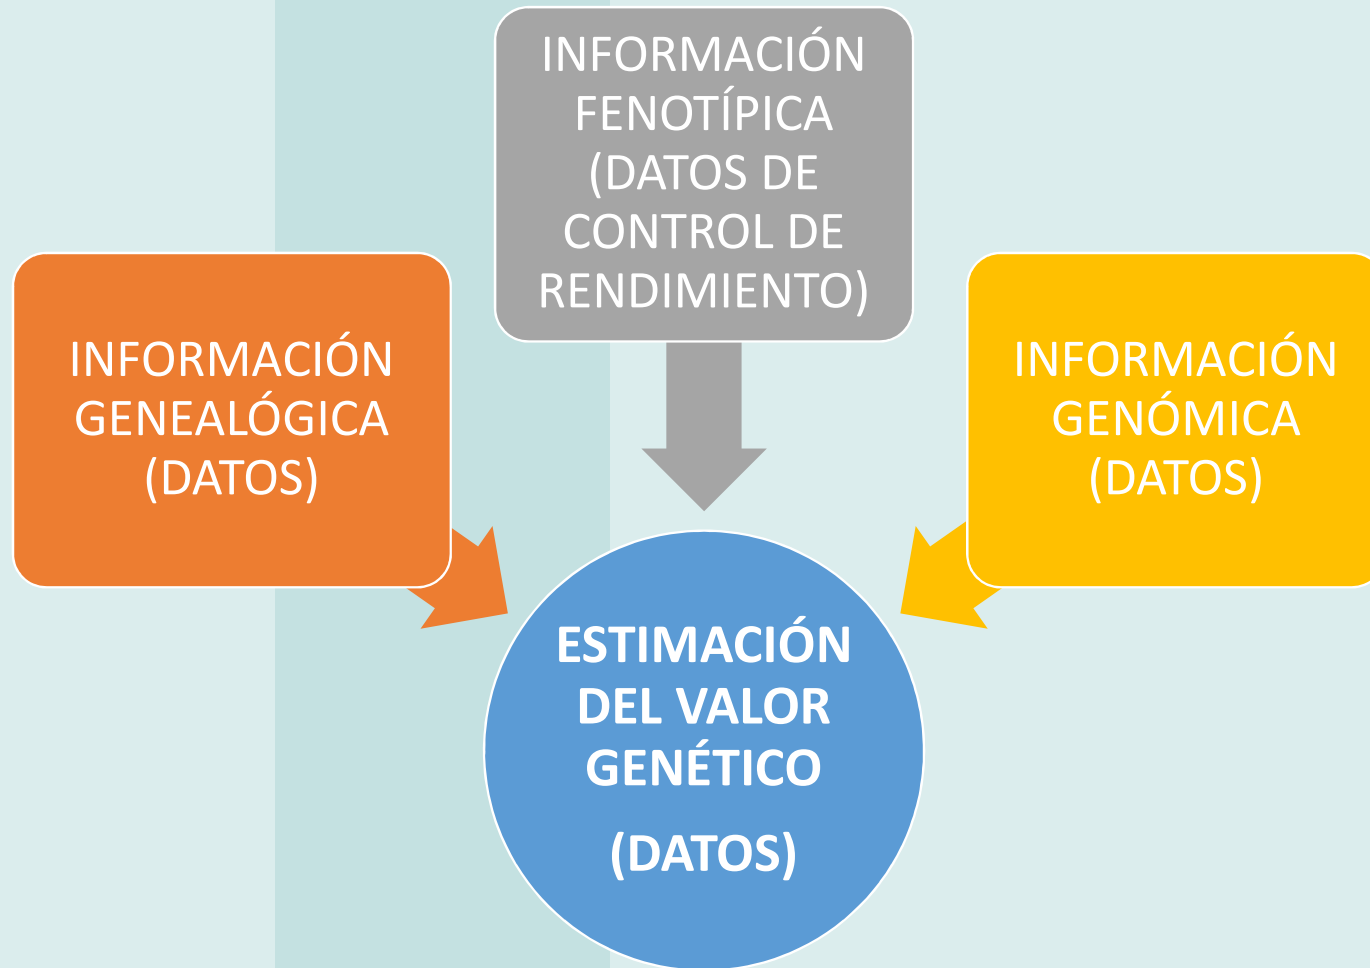 INFORMACIÓN
FENOTÍPICA
(DATOS DE
CONTROL DE
RENDIMIENTO)
INFORMACIÓN
GENEALÓGICA
(DATOS)
INFORMACIÓN
GENÓMICA
(DATOS)
ESTIMACIÓN
DEL VALOR
GENÉTICO
(DATOS)